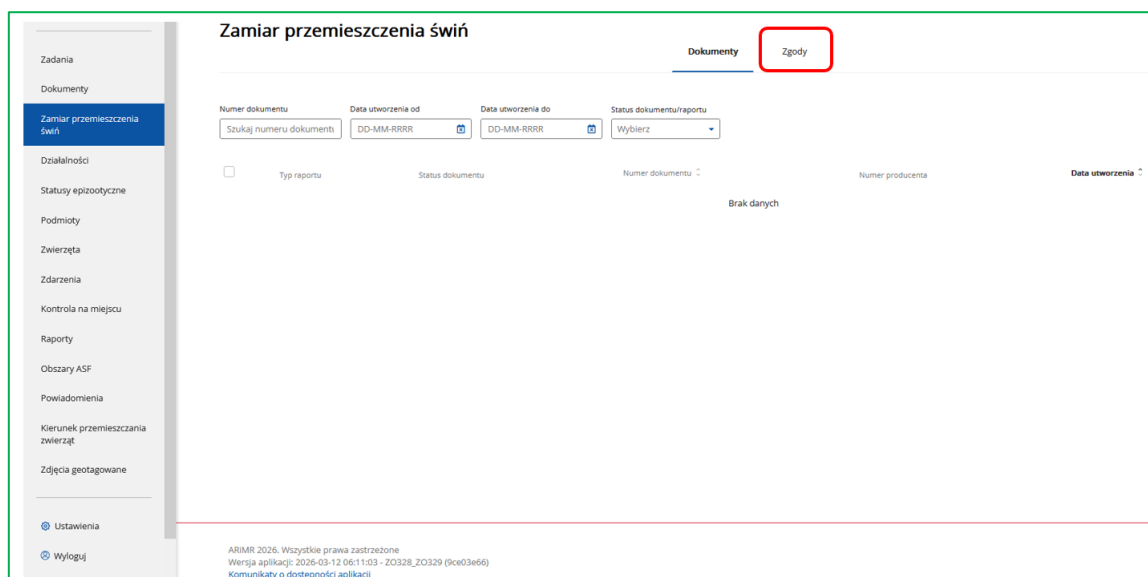 Zamiar przemieszczenia świń
Dokumenty Zgody
Zadania
Dokumenty
Zamiar przemieszczenia
świń
Działalności
Statusy epizootyczne
Podmioty
Zwierzęta
Zdarzenia
Kontrola na miejscu
Raporty
Obszary ASF
Powiadomienia
Kierunek przemieszczania
zwierząt
Zdjęcia geotagowane
Ustawienia
Wyloguj
Numer dokumentu Data utworzenia od Data utworzenia do Status dokumentu/raportu
Szukaj numeru dokumentu DD-MM-RRRR DD-MM-RRRR Wybierz
Typ raportu Status dokumentu Numer dokumentu Numer producenta Data utworzenia
Brak danych
ARiMR 2026. Wszystkie prawa zastrzeżone
Wersja aplikacji: 2026-03-12 06:11:03 - ZO328_ZO329 (9ce03e66)
Komunikaty o dostępności aplikacji